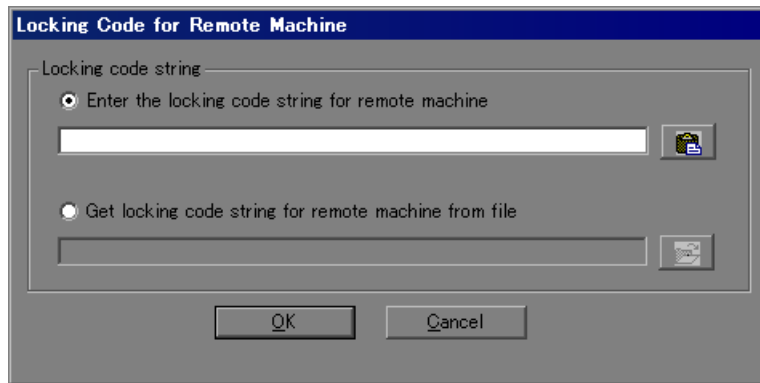 Locking Code for Remote Machine
Locking code string
Enter the locking code string for remote machine
Get locking code string for remote machine from file
OK
Cancel